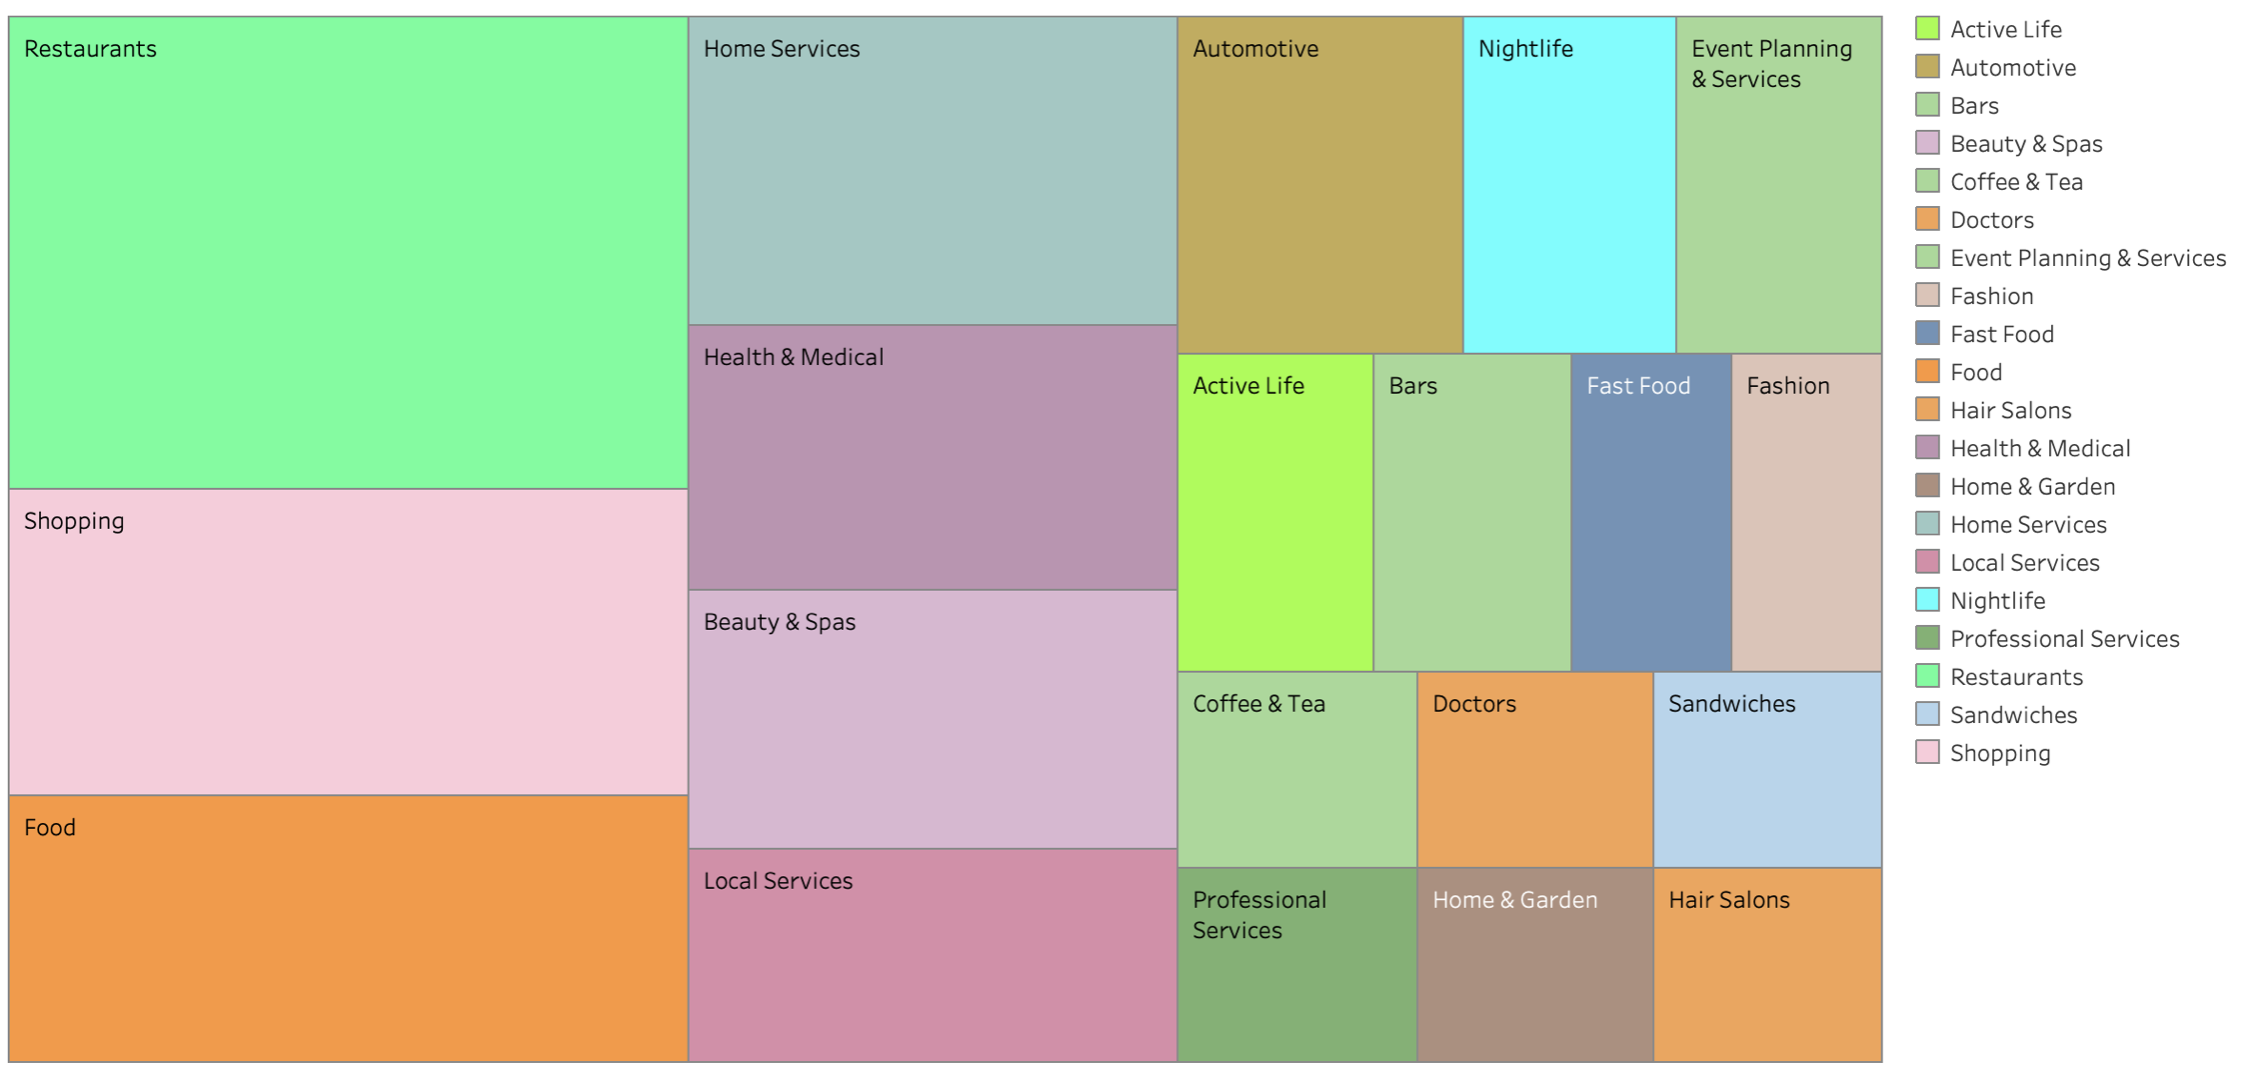 Restaurants
Shopping
Food
Home Services
Health & Medical
Beauty & Spas
Local Services
Automotive
Nightlife
Event Planning
& Services
Active Life
Bars
Fast Food
Fashion
Coffee & Tea
Doctors
Sandwiches
Professional
Services
Home & Garden
Hair Salons
Active Life
Automotive
Bars
Beauty & Spas
Coffee & Tea
Doctors
Event Planning & Services
Fashion
Fast Food
Food
Hair Salons
Health & Medical
Home & Garden
Home Services
Local Services
Nightlife
Professional Services
Restaurants
Sandwiches
Shopping